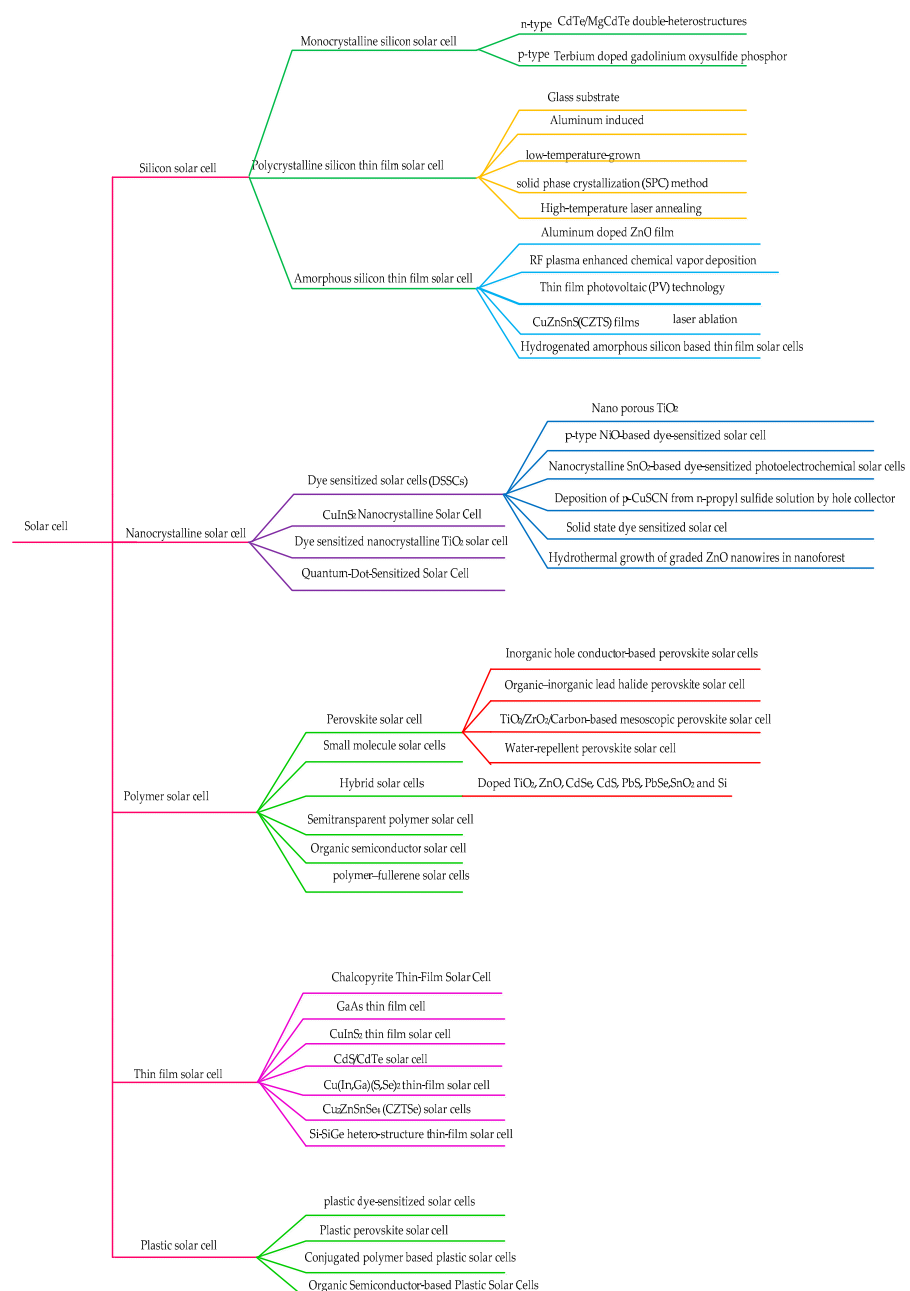 n-type CdTe/MgCdTe double-heterostructures
Monocrystalline silicon solar cell
p-type Terbium doped gadolinium oxysulfide phosphor
Glass substrate
Aluminum induced
low-temperature-grown
Silicon solar cell
Polycrystalline silicon thin film solar cell
solid phase crystallization (SPC) method
High-temperature laser annealing
Aluminum doped ZnO film
RF plasma enhanced chemical vapor deposition
Amorphous silicon thin film solar cell
Thin film photovoltaic (PV) technology
CuZnSnS(CZTS) films laser ablation
Hydrogenated amorphous silicon based thin film solar cells
Nano porous TiO₂
p-type NiO-based dye-sensitized solar cell
Nanocrystalline SnO₂-based dye-sensitized photoelectrochemical solar cells
Dye sensitized solar cells (DSSCs)
Deposition of p-CuSCN from n-propyl sulfide solution by hole collector
CuInS₂ Nanocrystalline Solar Cell
Solid state dye sensitized solar cel
Solar cell
Nanocrystalline solar cell
Dye sensitized nanocrystalline TiO₂ solar cell
Hydrothermal growth of graded ZnO nanowires in nanoforest
Quantum-Dot-Sensitized Solar Cell
Inorganic hole conductor-based perovskite solar cells
Organic–inorganic lead halide perovskite solar cell
Perovskite solar cell
TiO₂/ZrO₂/Carbon-based mesoscopic perovskite solar cell
Small molecule solar cells
Water-repellent perovskite solar cell
Hybrid solar cells
Doped TiO₂, ZnO, CdSe, CdS, PbS, PbSe,SnO₂ and Si
Polymer solar cell
Semitransparent polymer solar cell
Organic semiconductor solar cell
polymer–fullerene solar cells
Chalcopyrite Thin-Film Solar Cell
GaAs thin film cell
CuInS₂ thin film solar cell
CdS/CdTe solar cell
Thin film solar cell
Cu(In,Ga)(S,Se)₂ thin-film solar cell
Cu₂ZnSnSe₄ (CZTSe) solar cells
Si-SiGe hetero-structure thin-film solar cell
plastic dye-sensitized solar cells
Plastic perovskite solar cell
Plastic solar cell
Conjugated polymer based plastic solar cells
Organic Semiconductor-based Plastic Solar Cells